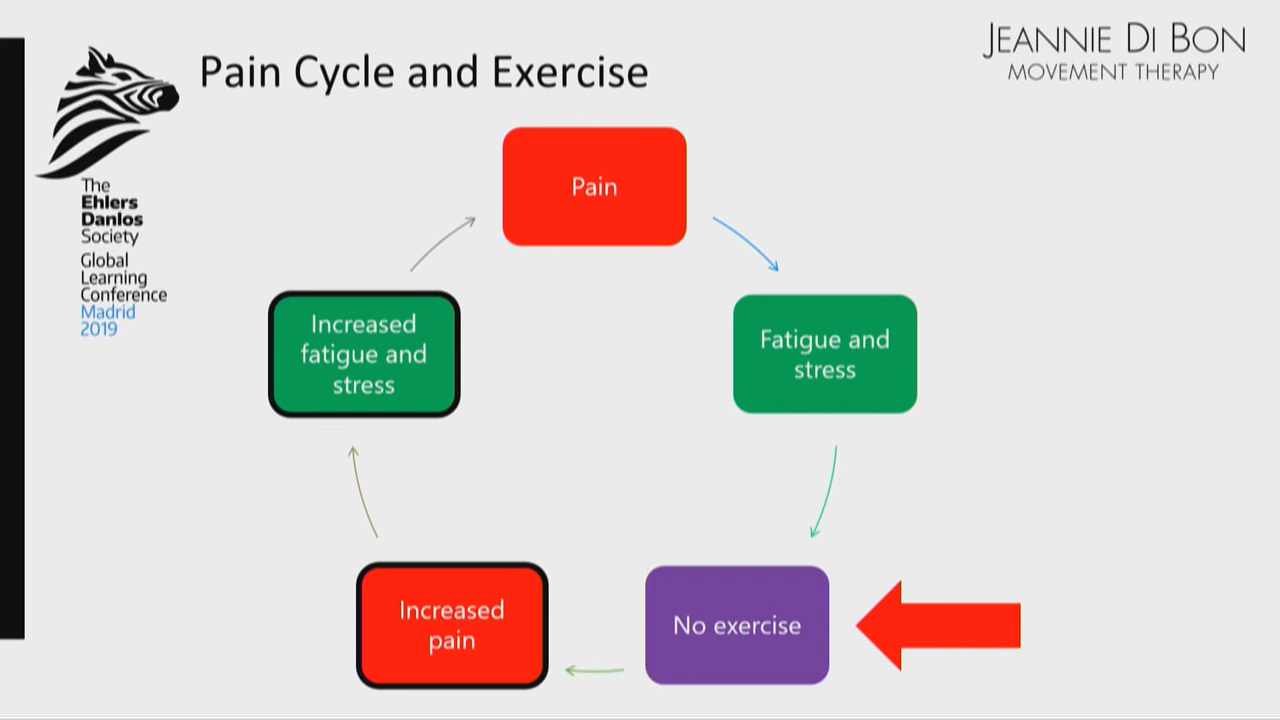 Pain Cycle and Exercise
JEANNIE DI BON
MOVEMENT THERAPY
The
Ehlers
Danlos
Society
Global
Learning
Conference
Madrid
2019
Pain
Fatigue and
stress
No exercise
Increased
pain
Increased
fatigue and
stress